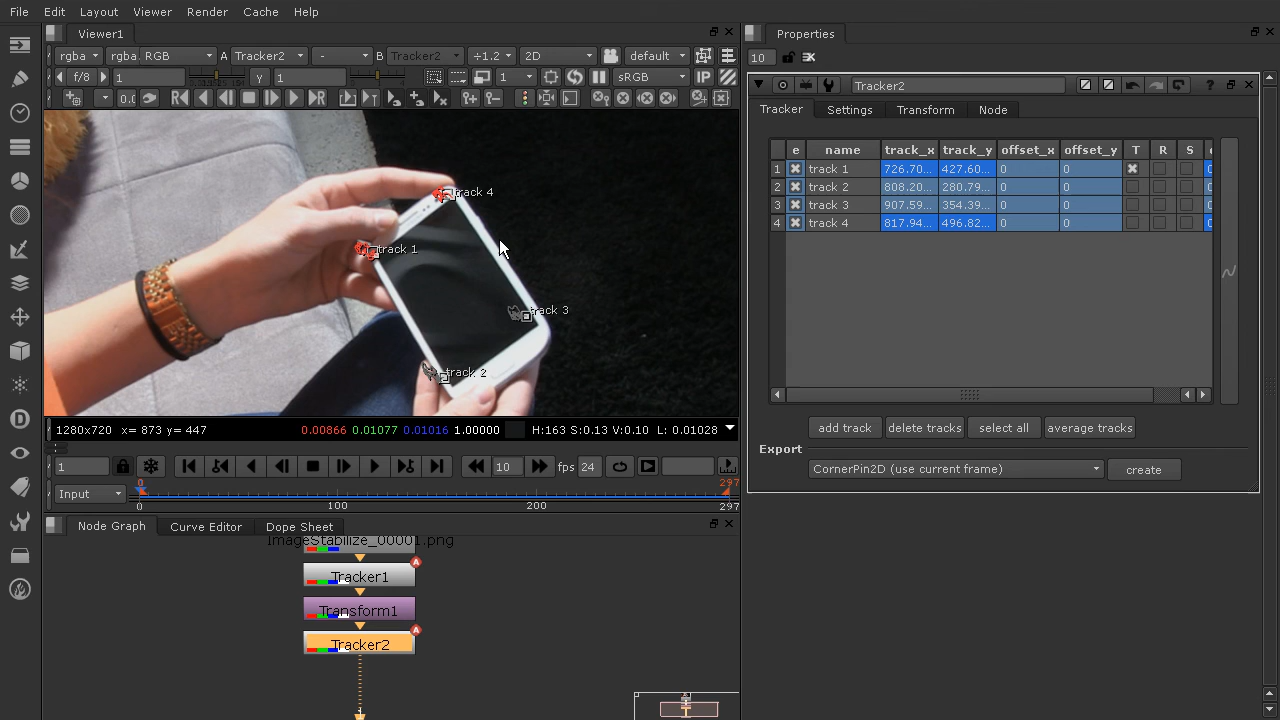 File Edit Layout Viewer Render Cache Help
Viewer1
Properties
rgba rgba. RGB A Tracker2 - B Tracker2 ÷1.2 2D default
10
f/8 1 γ 1 1 sRGB IP
Tracker2
0.0
Tracker Settings Transform Node
e name track_x track_y offset_x offset_y T R S
1 track 1 726.70... 427.60... 0 0
2 track 2 808.20... 280.79... 0 0
3 track 3 907.59... 354.39... 0 0
4 track 4 817.94... 496.82... 0 0
track 4
track 1
track 3
track 2
1280x720 x= 873 y= 447 0.00866 0.01077 0.01016 1.00000 H:163 S:0.13 V:0.10 L: 0.01028
add track delete tracks select all average tracks
Export
CornerPin2D (use current frame) create
1 10 fps 24
0 297
Input 0 100 200 297
Node Graph Curve Editor Dope Sheet
ImageStabilize_00001.png
A
Tracker1
Transform1
A
Tracker2